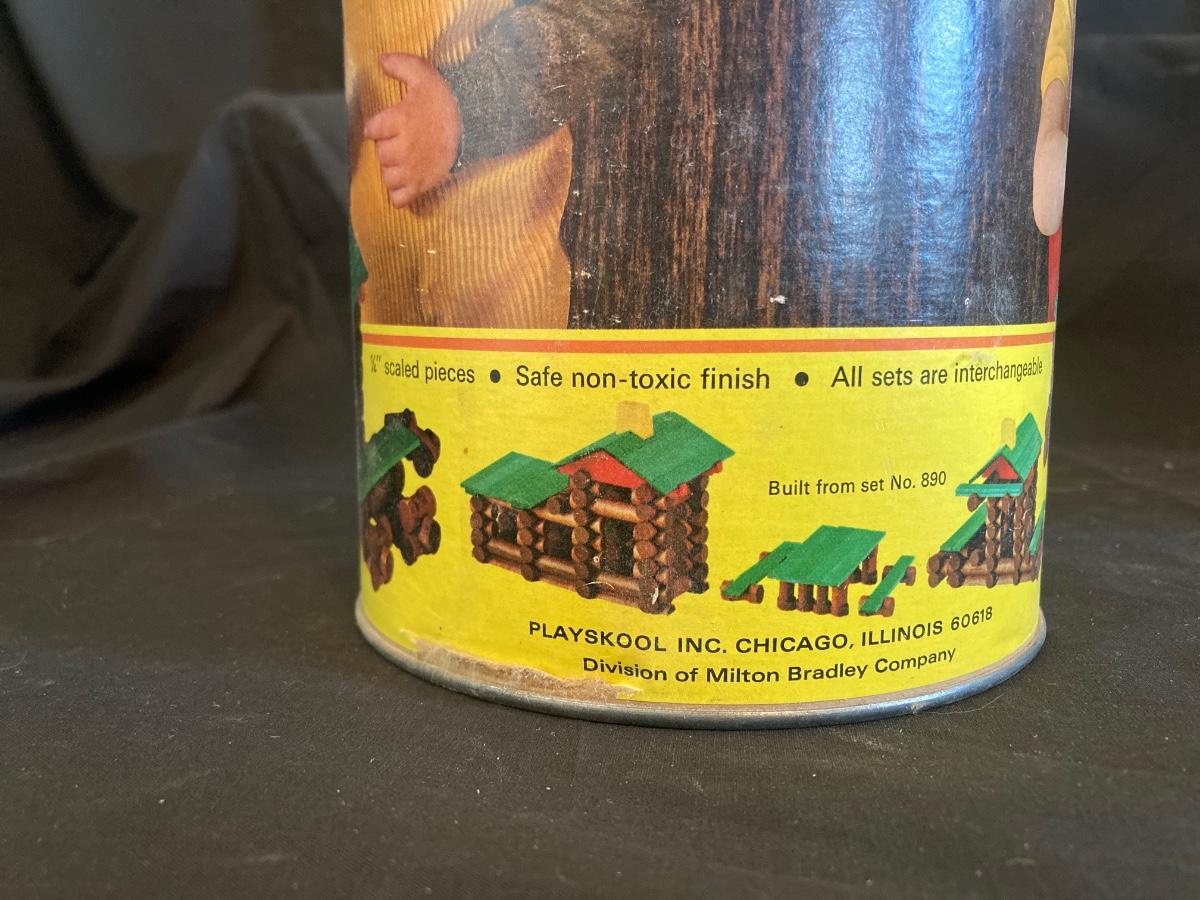 ¾" scaled pieces • Safe non-toxic finish • All sets are interchangeable
Built from set No. 890
PLAYSKOOL INC. CHICAGO, ILLINOIS 60618
Division of Milton Bradley Company